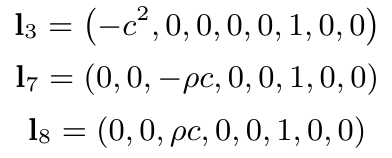 l₃ = (−c², 0, 0, 0, 0, 1, 0, 0)
l₇ = (0, 0, −ρc, 0, 0, 1, 0, 0)
l₈ = (0, 0, ρc, 0, 0, 1, 0, 0)